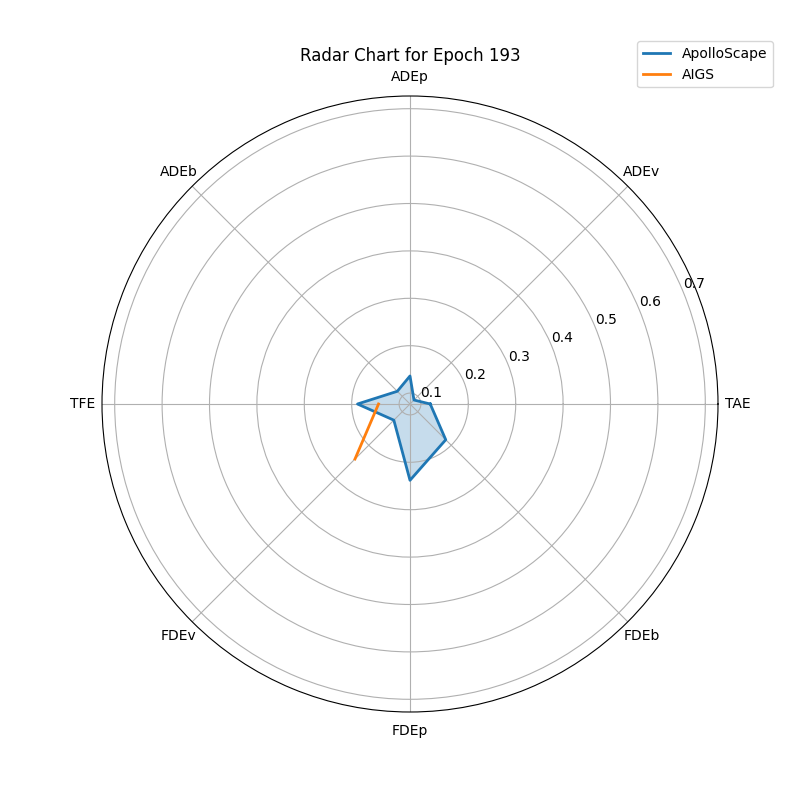 Radar Chart for Epoch 193
ApolloScape
AIGS
ADEp
ADEb
ADEv
0.7
0.6
0.5
0.4
0.3
0.2
0.1
TFE
TAE
FDEv
FDEb
FDEp